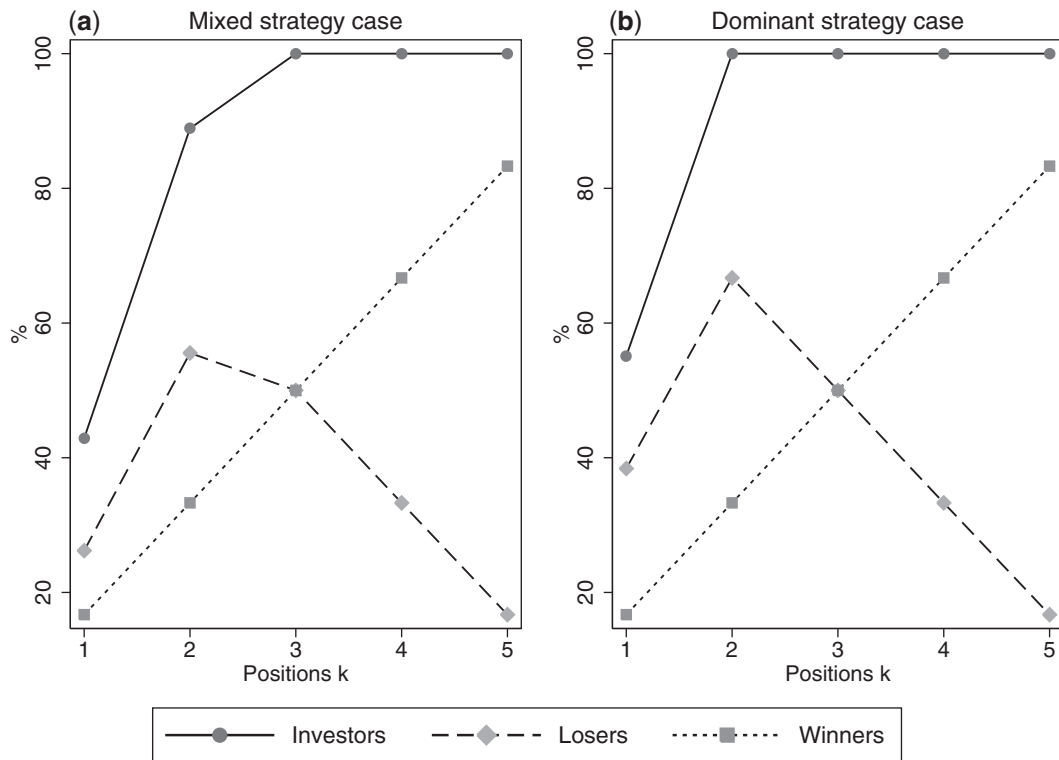 (a) Mixed strategy case
100
80
60
40
20
%
1 2 3 4 5
Positions k
(b) Dominant strategy case
100
80
60
40
20
%
1 2 3 4 5
Positions k
Investors Losers Winners